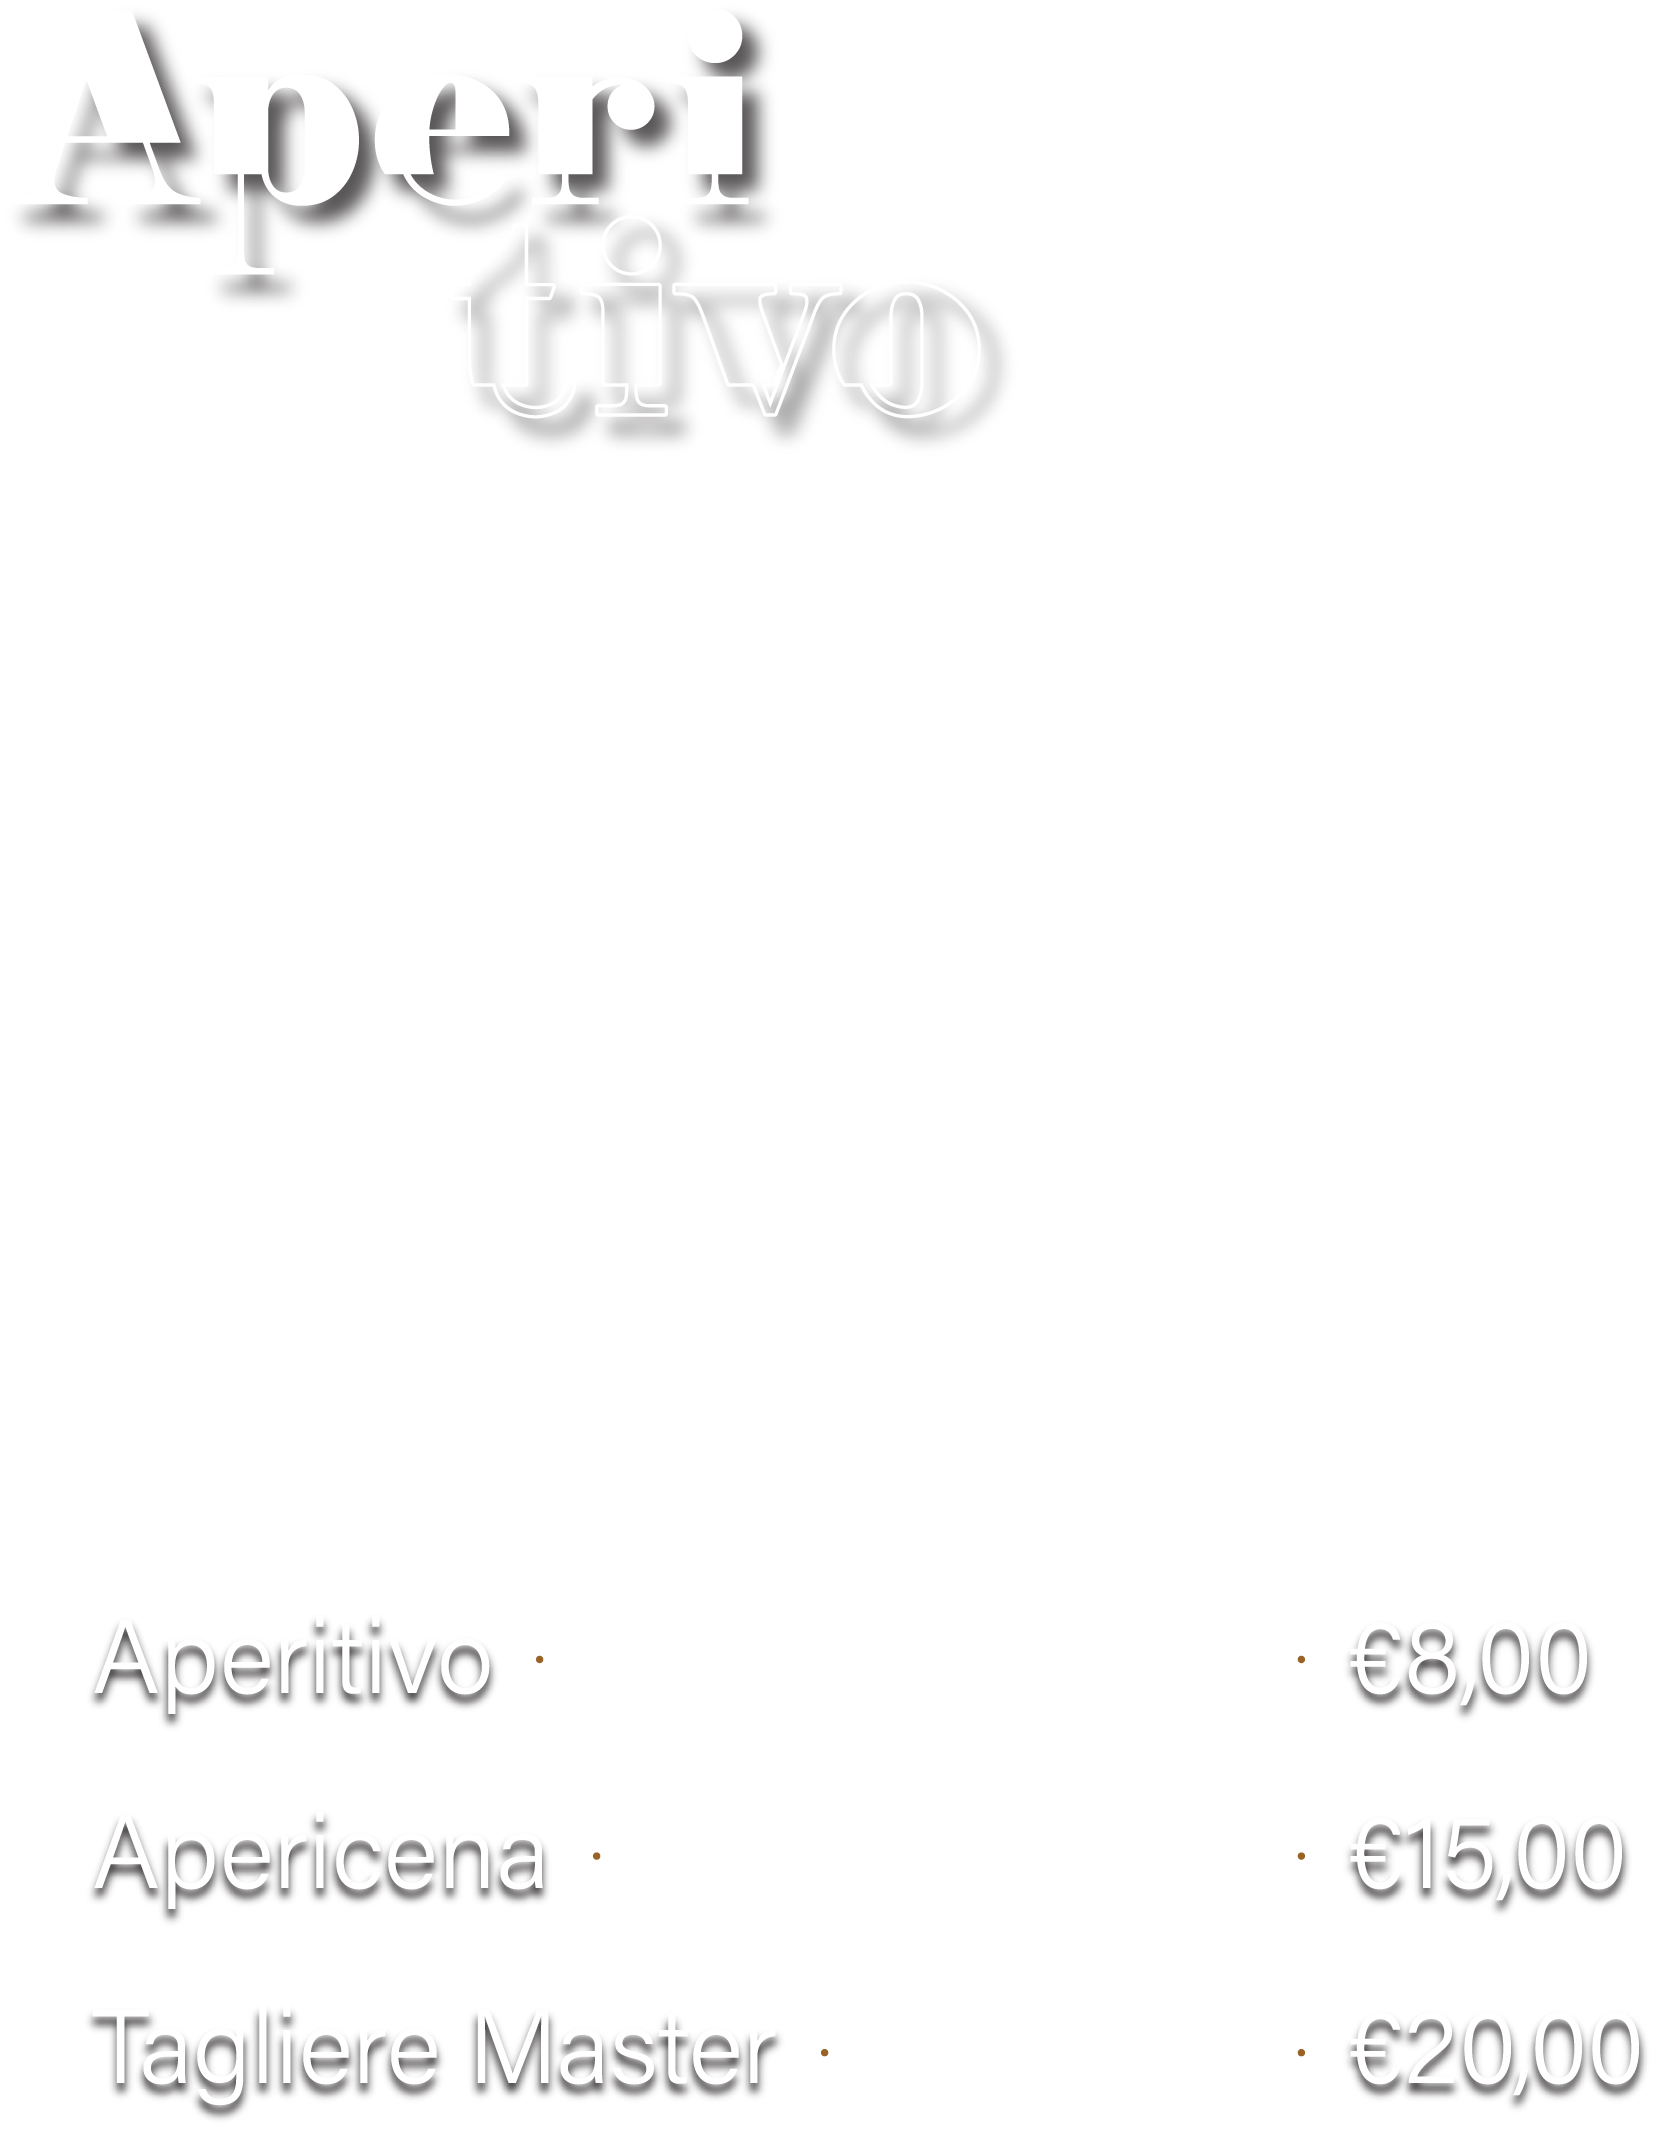 Aperi
tivo
Aperitivo · · €8,00
Apericena · · €15,00
Tagliere Master · · €20,00